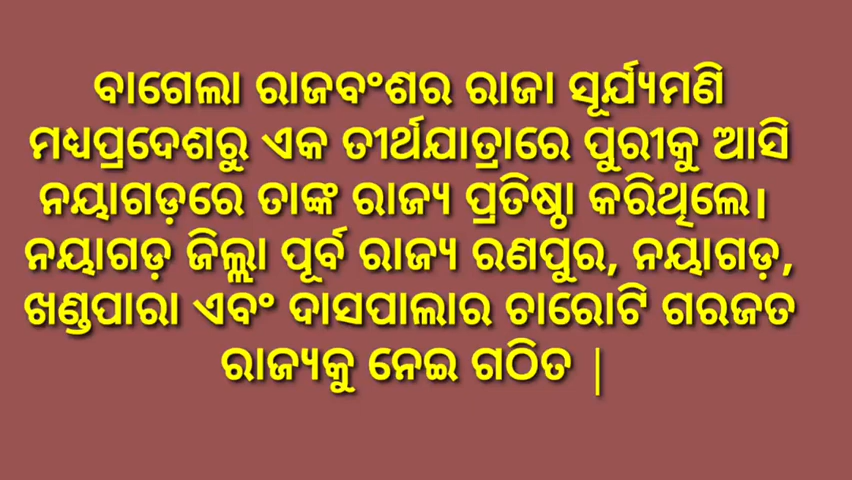 ବାଗେଲା ରାଜବଂଶର ରାଜା ସୂର୍ଯ୍ୟମଣି
ମଧ୍ୟପ୍ରଦେଶରୁ ଏକ ତୀର୍ଥଯାତ୍ରାରେ ପୁରୀକୁ ଆସି
ନୟାଗଡ଼ରେ ତାଙ୍କ ରାଜ୍ୟ ପ୍ରତିଷ୍ଠା କରିଥିଲେ।
ନୟାଗଡ଼ ଜିଲ୍ଲା ପୂର୍ବ ରାଜ୍ୟ ରଣପୁର, ନୟାଗଡ଼,
ଖଣ୍ଡପାରା ଏବଂ ଦାସପାଲାର ଚାରୋଟି ଗରଜତ
ରାଜ୍ୟକୁ ନେଇ ଗଠିତ |